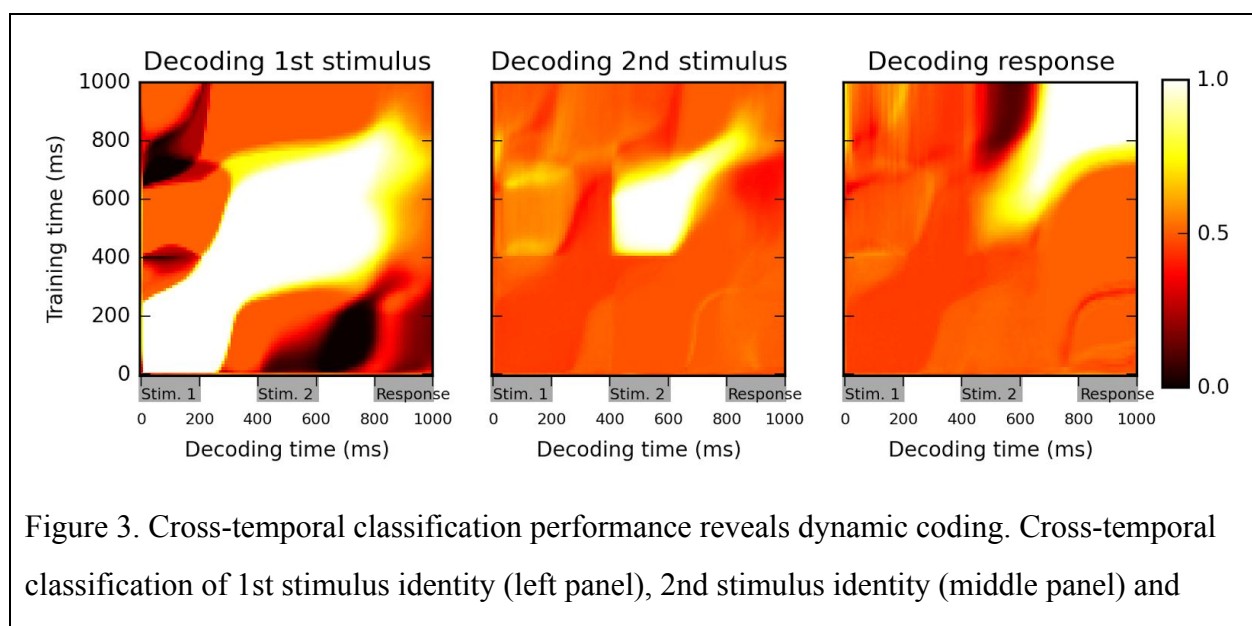 Decoding 1st stimulus Decoding 2nd stimulus Decoding response
1000
800
600
400
200
0
Training time (ms)
1.0
0.5
0.0
Stim. 1 Stim. 2 Response Stim. 1 Stim. 2 Response Stim. 1 Stim. 2 Response
0 200 400 600 800 1000 0 200 400 600 800 1000 0 200 400 600 800 1000
Decoding time (ms) Decoding time (ms) Decoding time (ms)
Figure 3. Cross-temporal classification performance reveals dynamic coding. Cross-temporal
classification of 1st stimulus identity (left panel), 2nd stimulus identity (middle panel) and